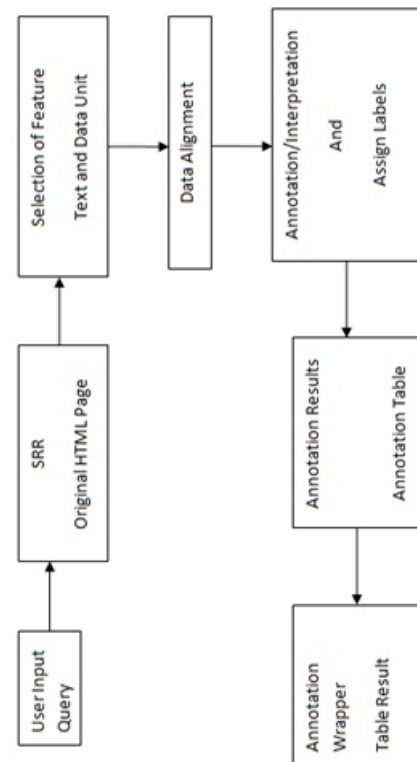 User Input
Query
SRR
Original HTML Page
Selection of Feature
Text and Data Unit
Data Alignment
Annotation/Interpretation
And
Assign Labels
Annotation Results
Annotation Table
Annotation
Wrapper
Table Result